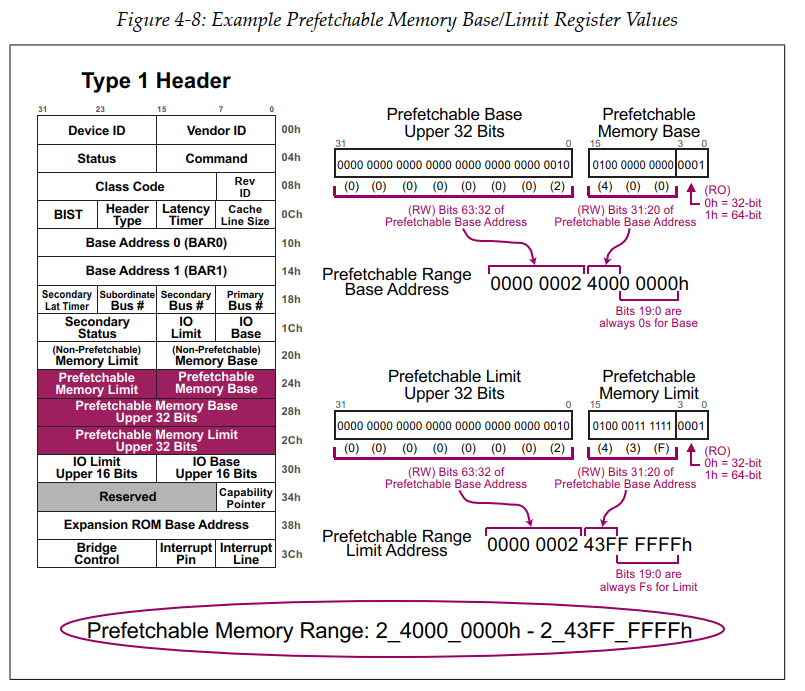 Figure 4-8: Example Prefetchable Memory Base/Limit Register Values
Type 1 Header
31 23 15 7 0
Device ID Vendor ID 00h
Status Command 04h
Class Code Rev ID 08h
BIST Header Type Latency Timer Cache Line Size 0Ch
Base Address 0 (BAR0) 10h
Base Address 1 (BAR1) 14h
Secondary Lat Timer Subordinate Bus # Secondary Bus # Primary Bus # 18h
Secondary Status IO Limit IO Base 1Ch
(Non-Prefetchable) Memory Limit (Non-Prefetchable) Memory Base 20h
Prefetchable Memory Limit Prefetchable Memory Base 24h
Prefetchable Memory Base Upper 32 Bits 28h
Prefetchable Memory Limit Upper 32 Bits 2Ch
IO Limit Upper 16 Bits IO Base Upper 16 Bits 30h
Reserved Capability Pointer 34h
Expansion ROM Base Address 38h
Bridge Control Interrupt Pin Interrupt Line 3Ch
Prefetchable Base
Upper 32 Bits
31 0
0000 0000 0000 0000 0000 0000 0000 0010
(0) (0) (0) (0) (0) (0) (0) (2)
(RW) Bits 63:32 of
Prefetchable Base Address
Prefetchable
Memory Base
15 3 0
0100 0000 0000 0001
(4) (0) (0)
(RW) Bits 31:20 of
Prefetchable Base Address
(RO)
0h = 32-bit
1h = 64-bit
Prefetchable Range
Base Address
0000 0002 4000 0000h
Bits 19:0 are
always 0s for Base
Prefetchable Limit
Upper 32 Bits
31 0
0000 0000 0000 0000 0000 0000 0000 0010
(0) (0) (0) (0) (0) (0) (0) (2)
(RW) Bits 63:32 of
Prefetchable Base Address
Prefetchable
Memory Limit
15 3 0
0100 0011 1111 0001
(4) (3) (F)
(RW) Bits 31:20 of
Prefetchable Base Address
(RO)
0h = 32-bit
1h = 64-bit
Prefetchable Range
Limit Address
0000 0002 43FF FFFFh
Bits 19:0 are
always Fs for Limit
Prefetchable Memory Range: 2_4000_0000h - 2_43FF_FFFFh